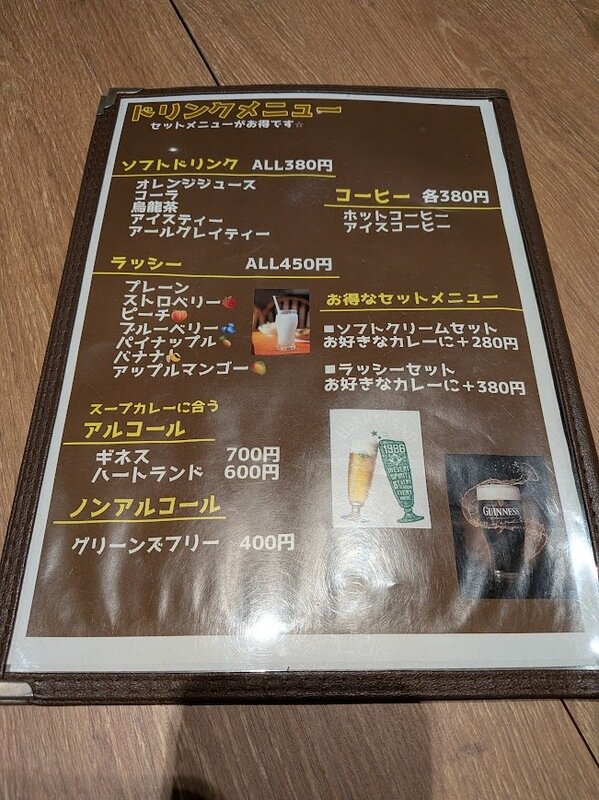 ドリンクメニュー
セットメニューがお得です☆
ソフトドリンク ALL380円
オレンジジュース
コーラ
烏龍茶
アイスティー
アールグレイティー
コーヒー 各380円
ホットコーヒー
アイスコーヒー
ラッシー ALL450円
プレーン
ストロベリー🍓
ピーチ🍑
ブルーベリー🫐
パイナップル🍍
バナナ🍌
アップルマンゴー🥭
お得なセットメニュー
■ソフトクリームセット
お好きなカレーに+280円
■ラッシーセット
お好きなカレーに+380円
スープカレーに合う
アルコール
ギネス 700円
ハートランド 600円
ノンアルコール
グリーンズフリー 400円
1986
GUINNESS